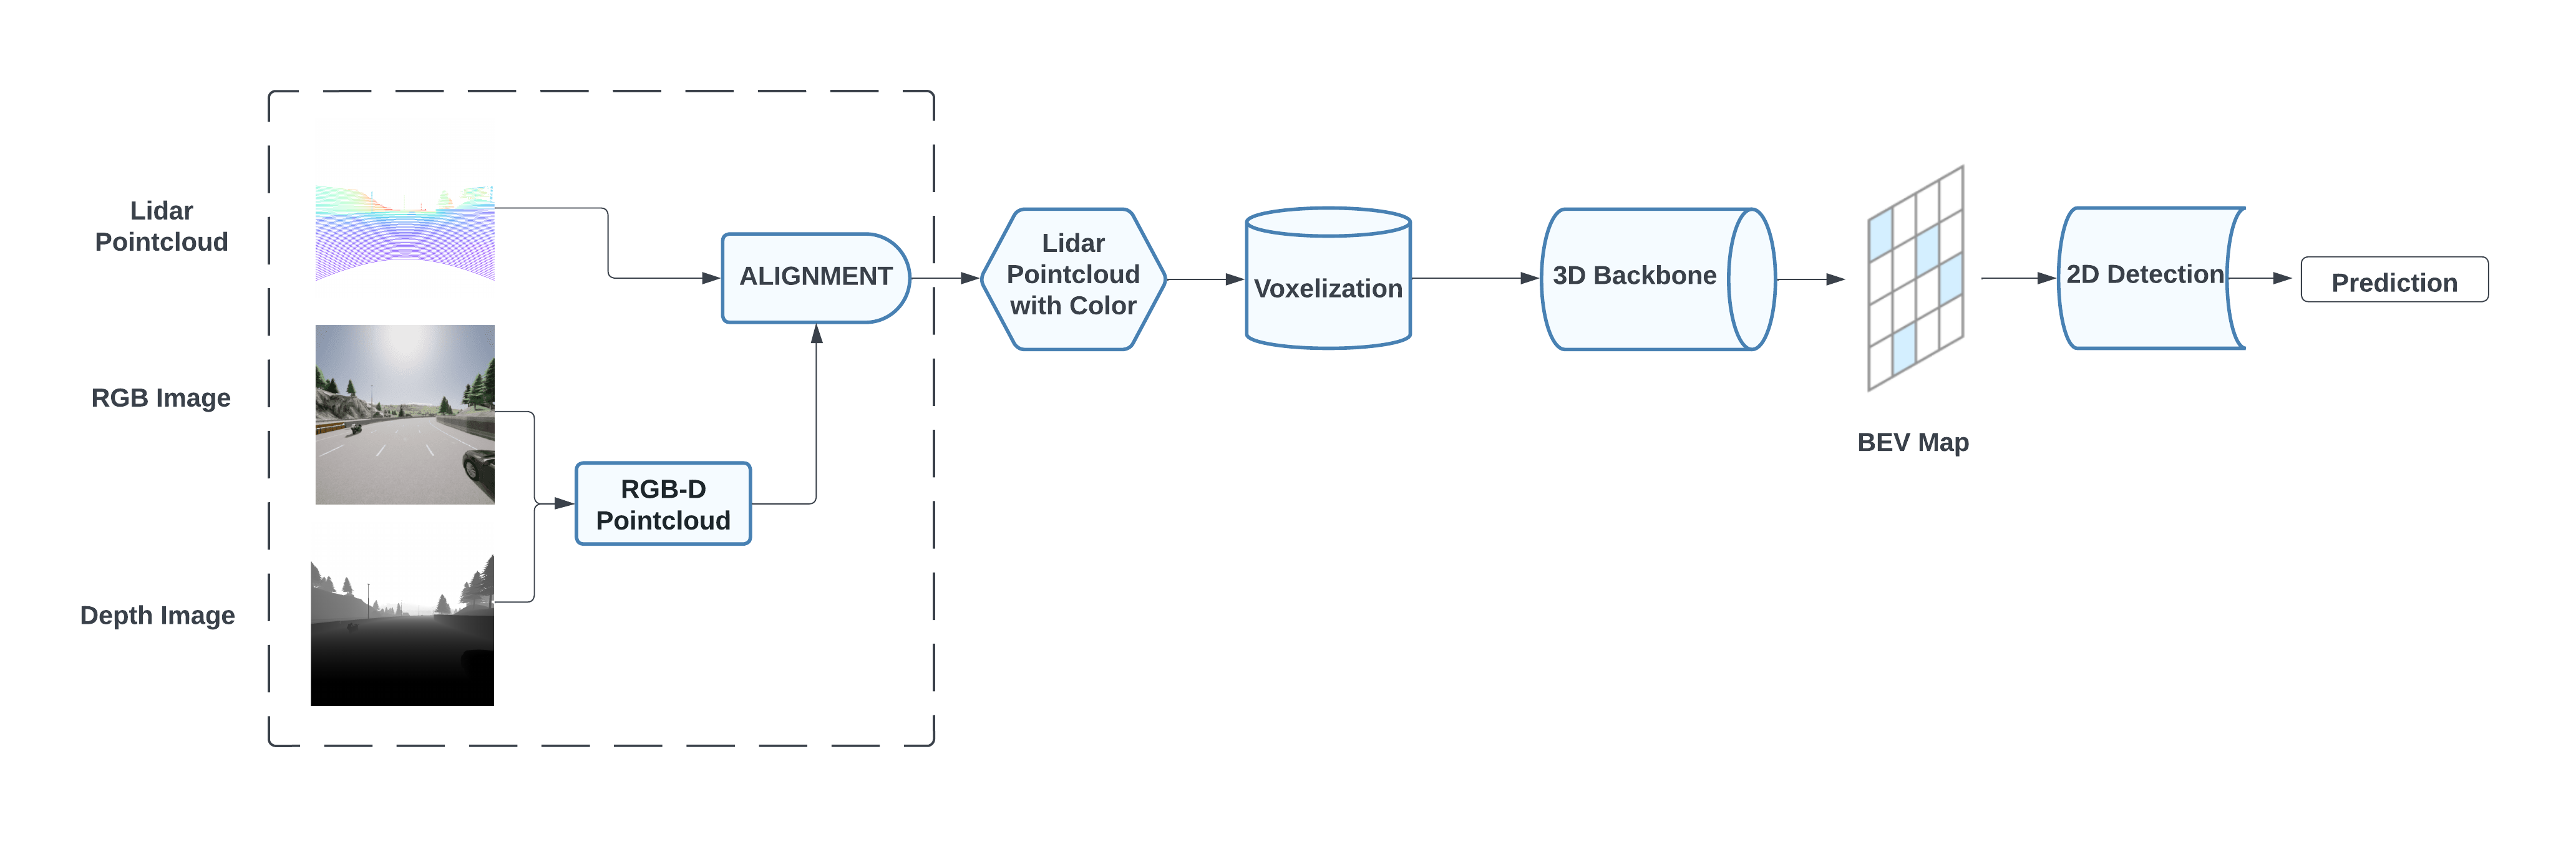 Lidar
Pointcloud
RGB Image
Depth Image
RGB-D
Pointcloud
ALIGNMENT
Lidar
Pointcloud
with Color
Voxelization
3D Backbone
BEV Map
2D Detection
Prediction